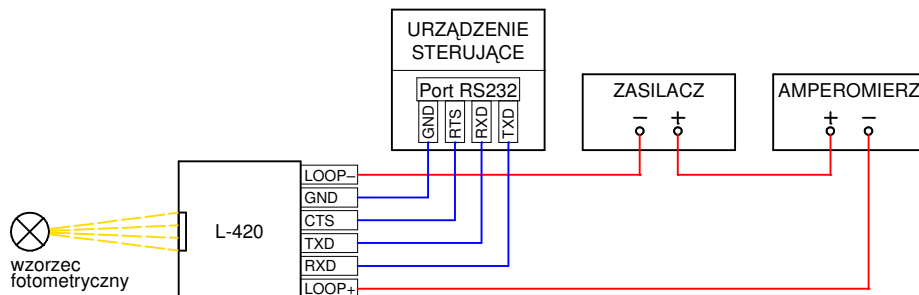 URZĄDZENIE
STERUJĄCE
Port RS232
GND
RTS
RXD
TXD
ZASILACZ
− +
AMPEROMIERZ
+ −
L-420
LOOP−
GND
CTS
TXD
RXD
LOOP+
wzorzec
fotometryczny